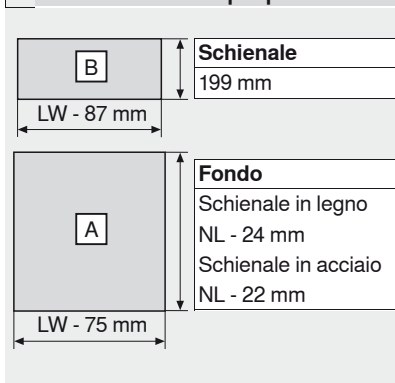 B
Schienale
199 mm
LW - 87 mm
A
Fondo
Schienale in legno
NL - 24 mm
Schienale in acciaio
NL - 22 mm
LW - 75 mm